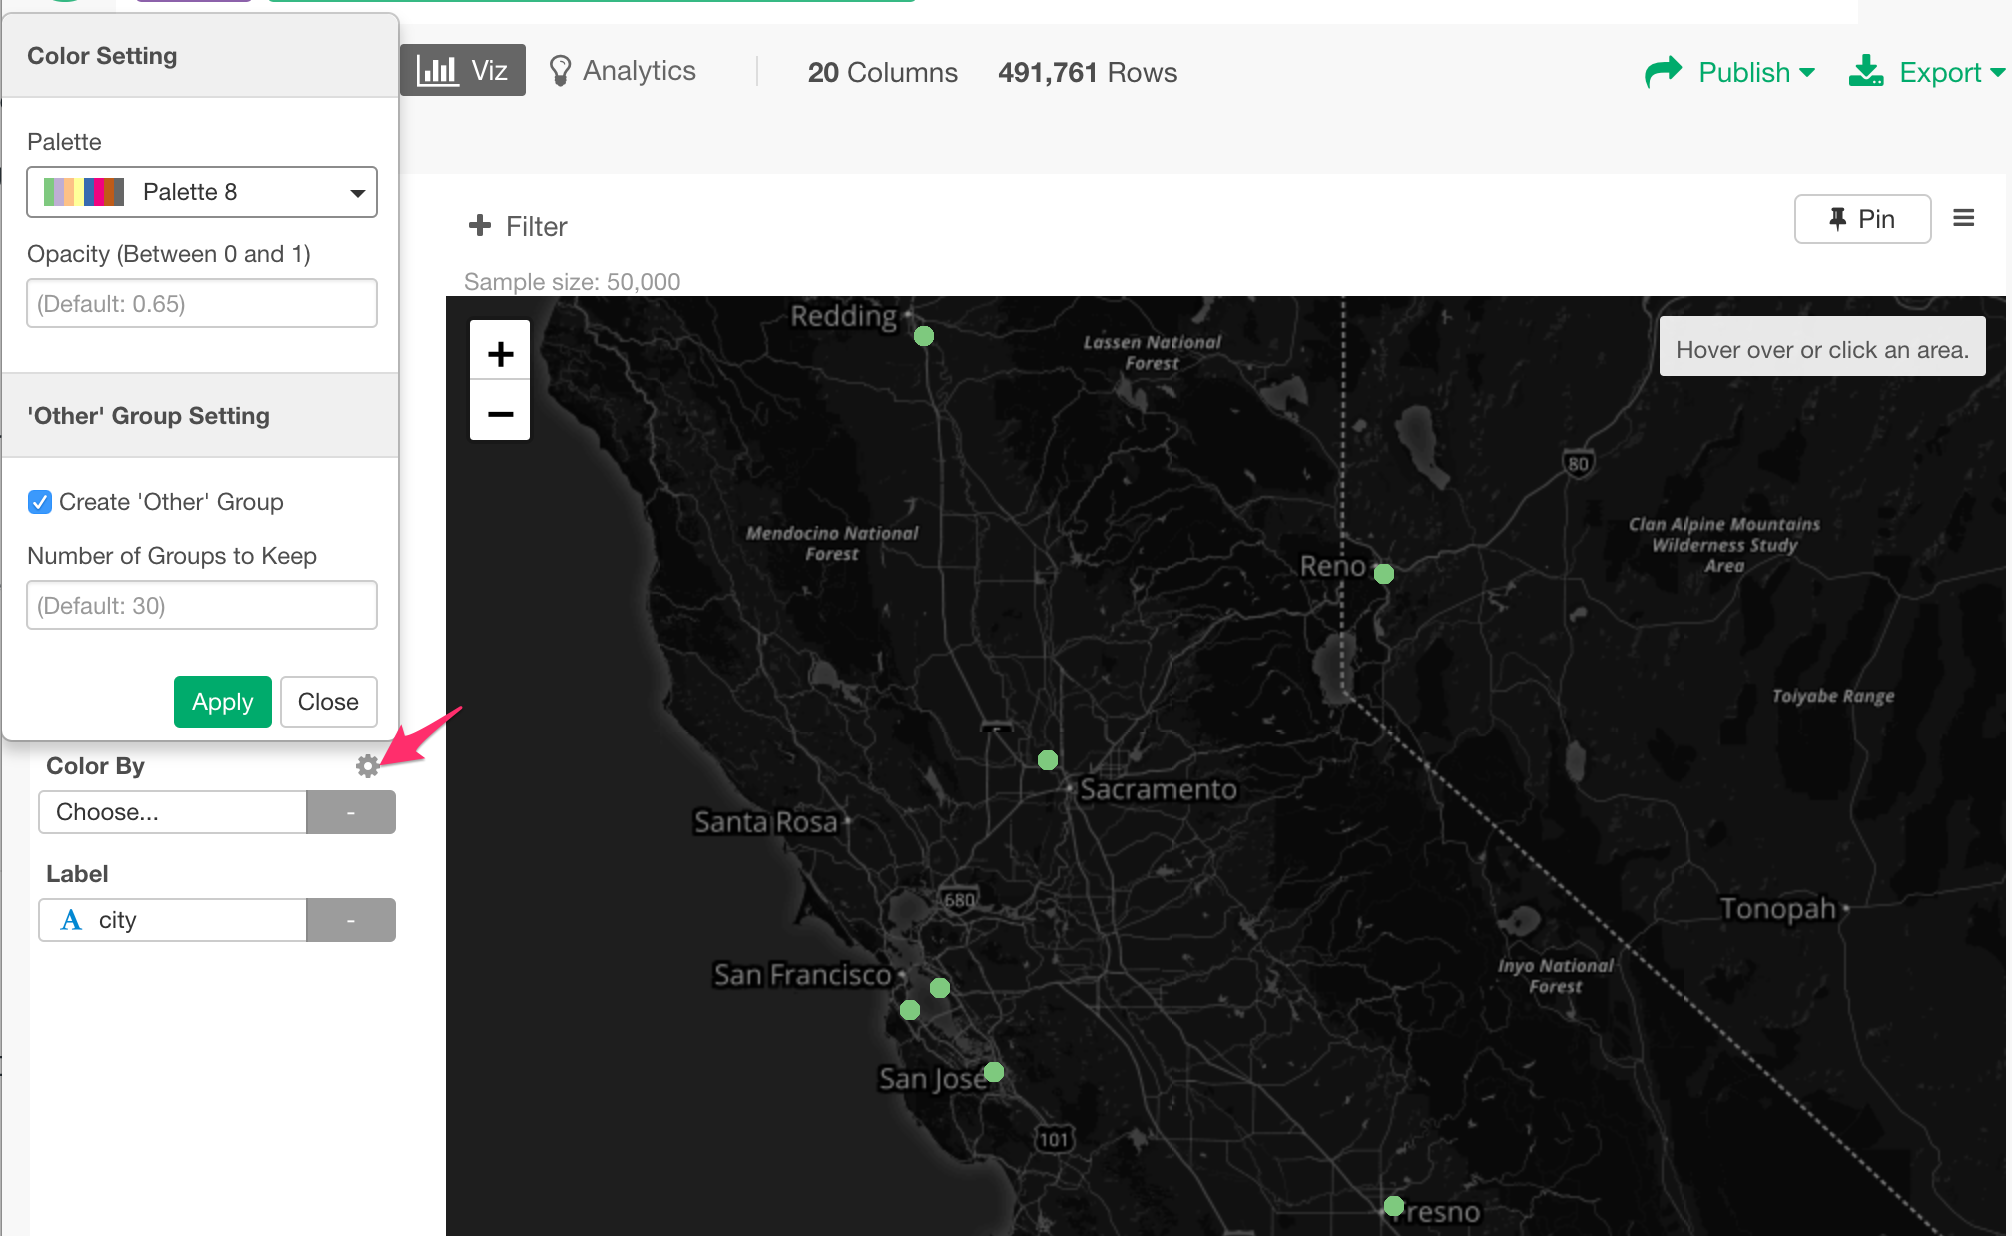 Color Setting
Viz
Analytics
20 Columns
491,761 Rows
Publish
Export
Palette
Palette 8
Opacity (Between 0 and 1)
(Default: 0.65)
'Other' Group Setting
Create 'Other' Group
Number of Groups to Keep
(Default: 30)
Apply
Close
Color By
Choose...
-
Label
A city
-
Filter
Pin
Sample size: 50,000
+
−
Hover over or click an area.
Redding
Lassen National
Forest
80
Mendocino National
Forest
Clan Alpine Mountains
Wilderness Study
Area
Reno
Toiyabe Range
Sacramento
Santa Rosa
680
Tonopah
San Francisco
Inyo National
Forest
San Jose
101
Fresno